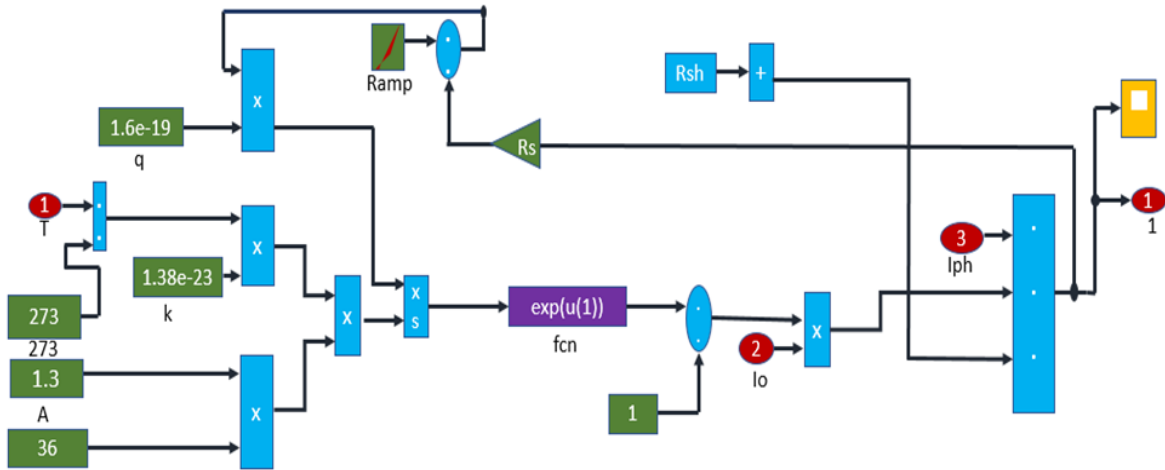 Ramp
Rsh
+
x
1.6e-19
q
Rs
1
T
1
1
x
3
Iph
1.38e-23
k
x
x
s
exp(u(1))
fcn
x
2
Io
273
273
1.3
A
x
1
36